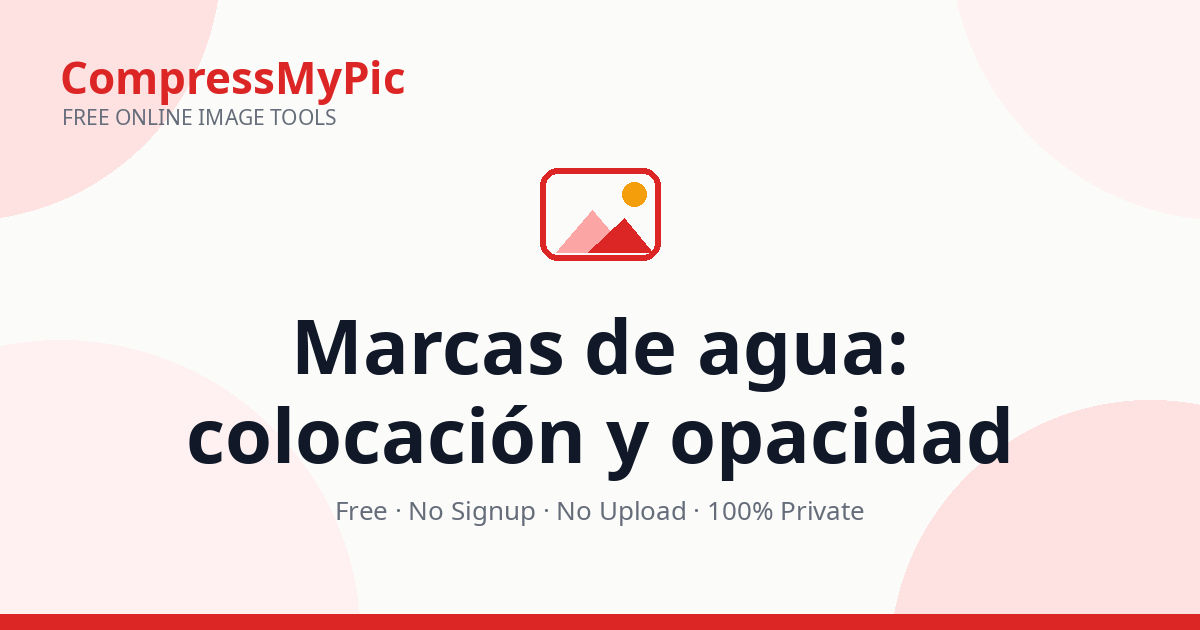 CompressMyPic
FREE ONLINE IMAGE TOOLS
Marcas de agua:
colocación y opacidad
Free · No Signup · No Upload · 100% Private